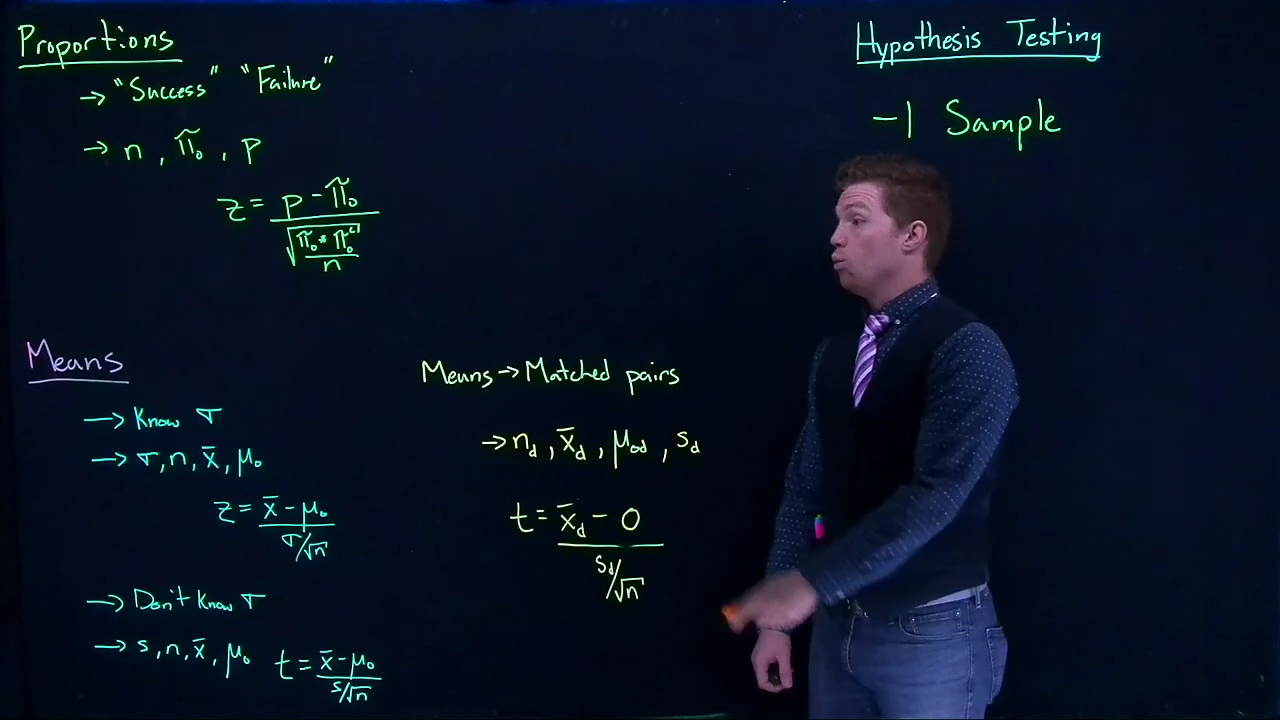 Proportions
→ "Success" "Failure"
→ n, π₀, p
z = p - π₀
√π₀ * π₀ᶜ
n
Means
→ Know σ
→ σ, n, x̄, μ₀
z = x̄ - μ₀
σ/√n
→ Don't know σ
→ s, n, x̄, μ₀ t = x̄ - μ₀
s/√n
Means → Matched pairs
→ n_d, x̄_d, μ₀d, s_d
t = x̄_d - 0
s_d/√n
Hypothesis Testing
- 1 Sample